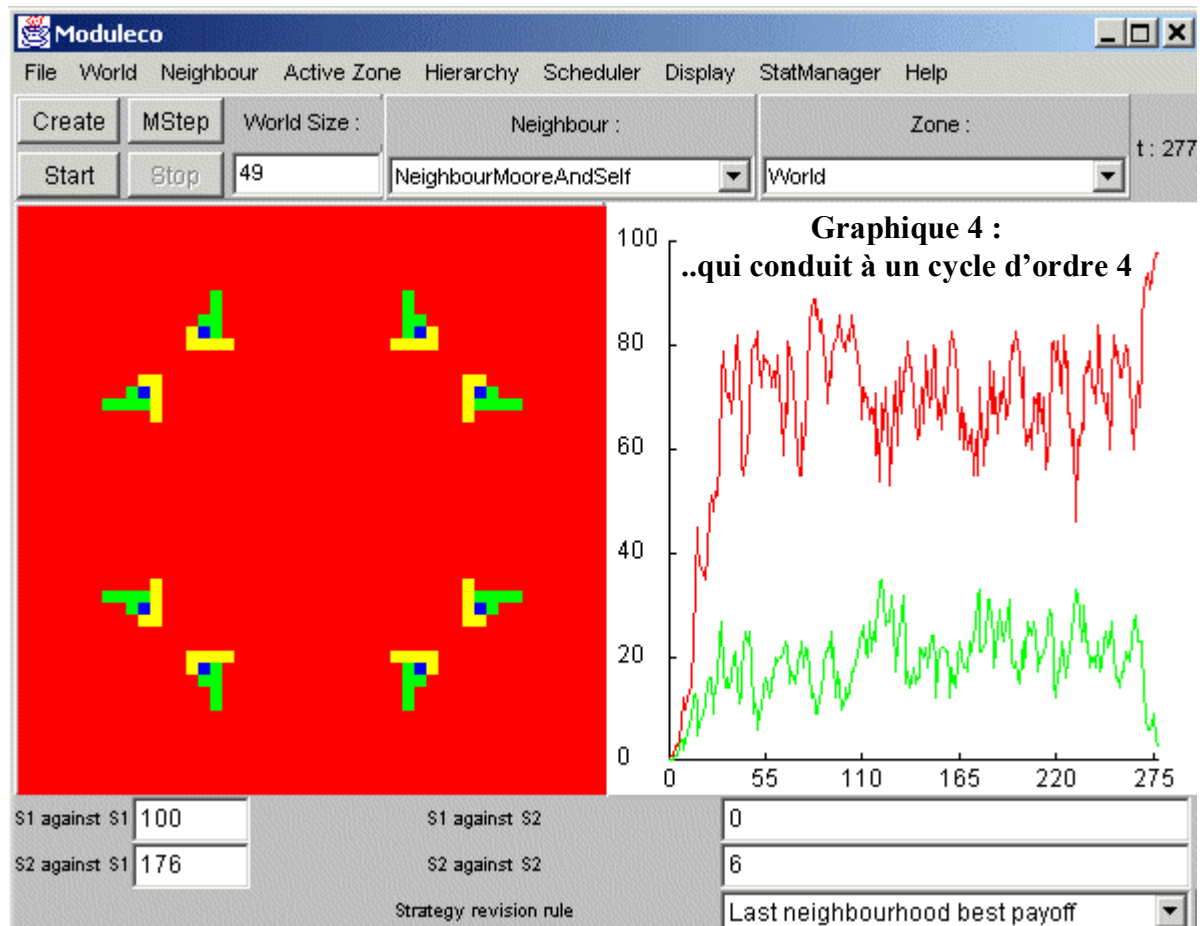 Moduleco
File World Neighbour Active Zone Hierarchy Scheduler Display StatManager Help
Create MStep World Size : Neighbour : Zone : t : 277
Start Stop 49 NeighbourMooreAndSelf World
Graphique 4 :
..qui conduit à un cycle d'ordre 4
100
80
60
40
20
0
0 55 110 165 220 275
S1 against S1 100 S1 against S2 0
S2 against S1 176 S2 against S2 6
Strategy revision rule Last neighbourhood best payoff